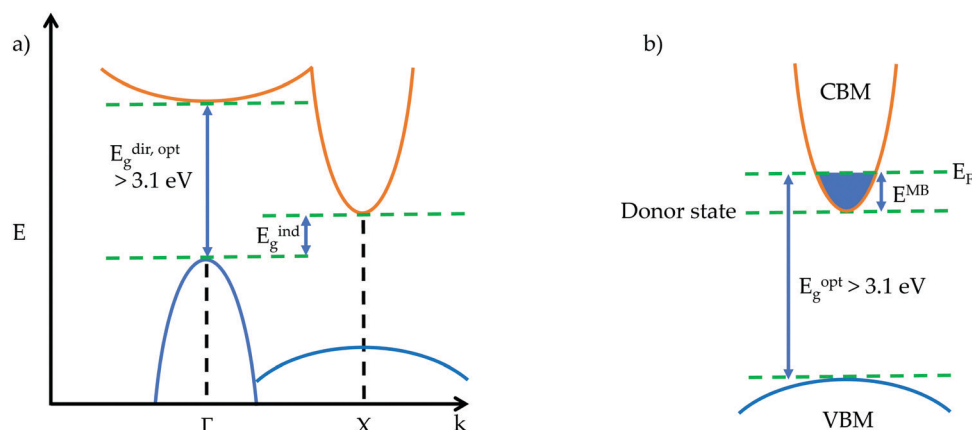 a)
E
E_g^dir, opt
> 3.1 eV
E_g^ind
Γ
X
k
b)
CBM
E_F
E^MB
Donor state
E_g^opt > 3.1 eV
VBM